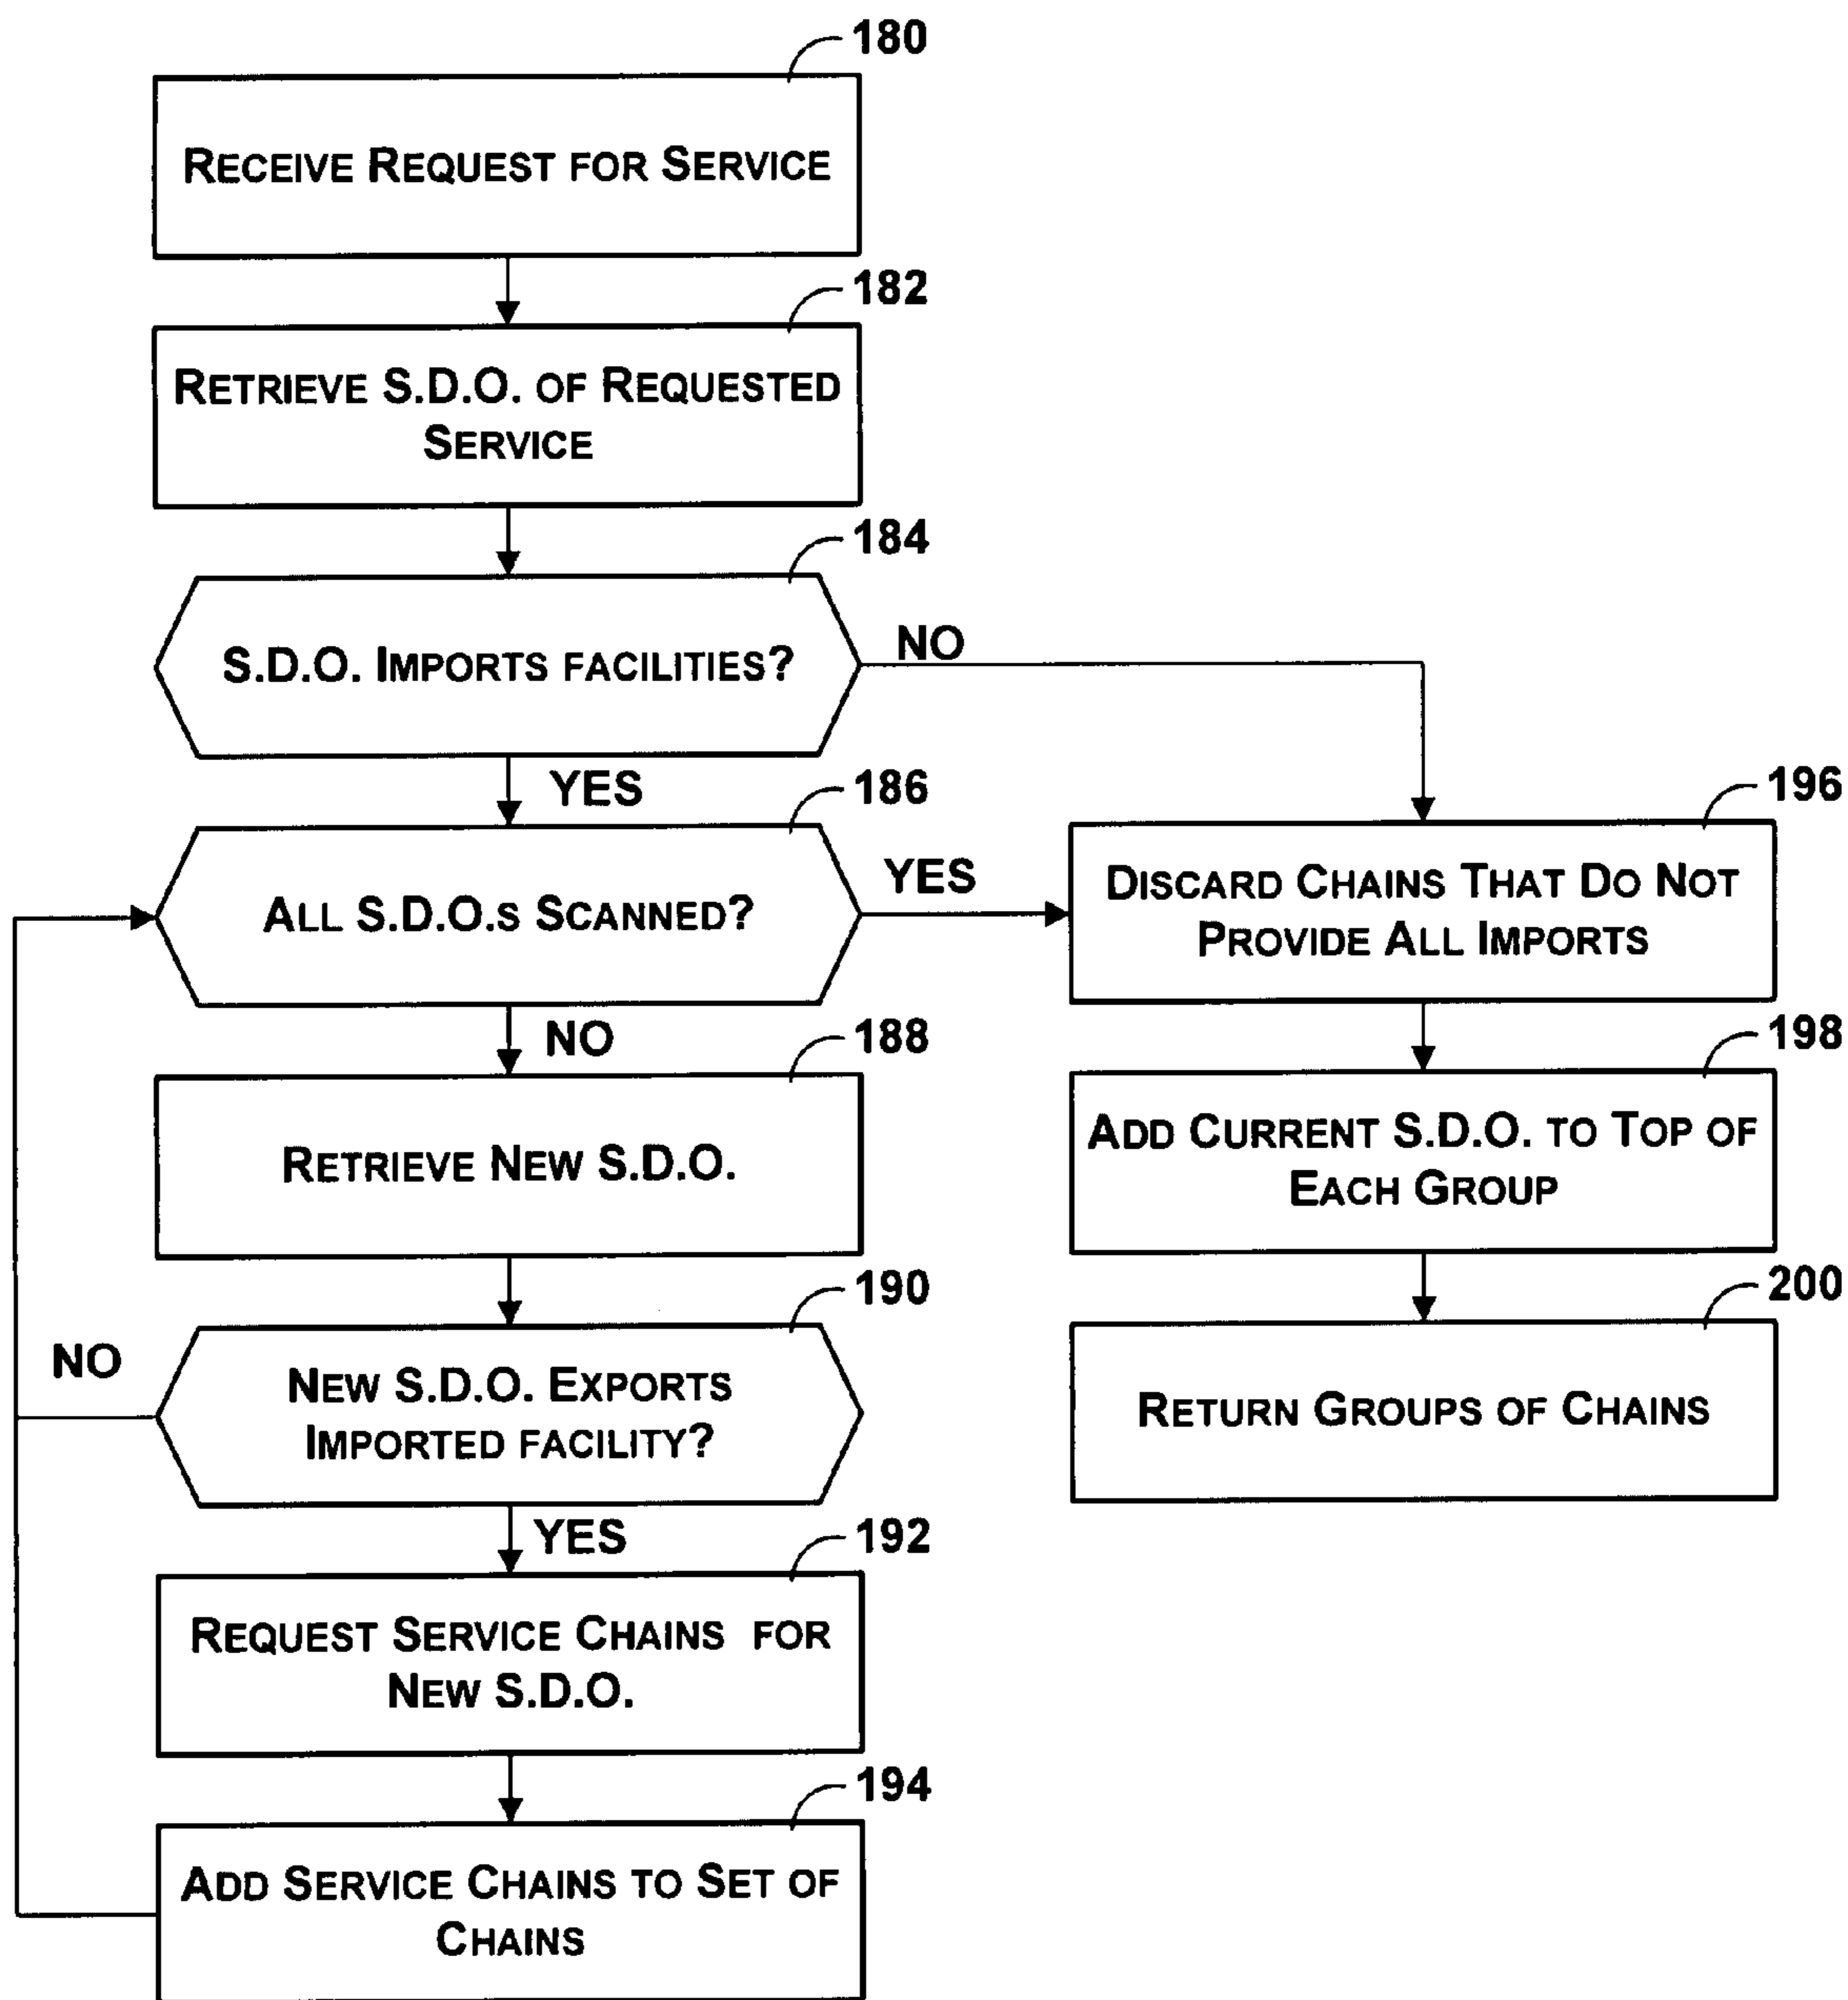 180
RECEIVE REQUEST FOR SERVICE
182
RETRIEVE S.D.O. OF REQUESTED
SERVICE
184
S.D.O. IMPORTS FACILITIES?
NO
YES
186
ALL S.D.O.S SCANNED?
YES
196
DISCARD CHAINS THAT DO NOT
PROVIDE ALL IMPORTS
NO
188
RETRIEVE NEW S.D.O.
198
ADD CURRENT S.D.O. TO TOP OF
EACH GROUP
190
NO
NEW S.D.O. EXPORTS
IMPORTED FACILITY?
200
RETURN GROUPS OF CHAINS
YES
192
REQUEST SERVICE CHAINS FOR
NEW S.D.O.
194
ADD SERVICE CHAINS TO SET OF
CHAINS